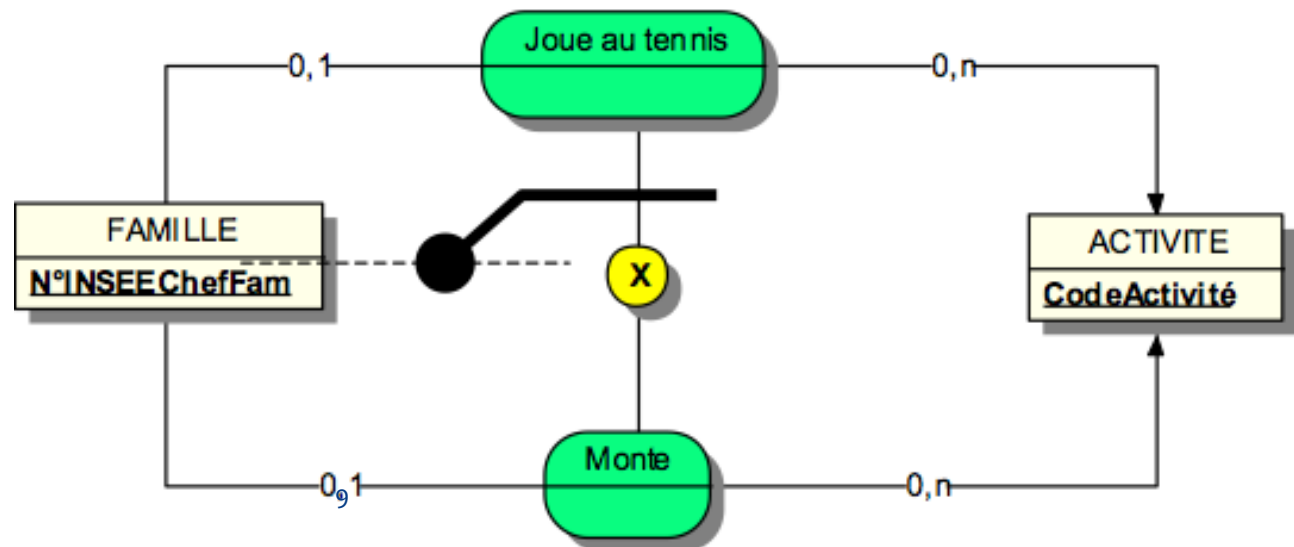 Joue au tennis
0,1
0,n
FAMILLE
N°INSEEChefFam
X
ACTIVITE
CodeActivité
Monte
0,1
0,n